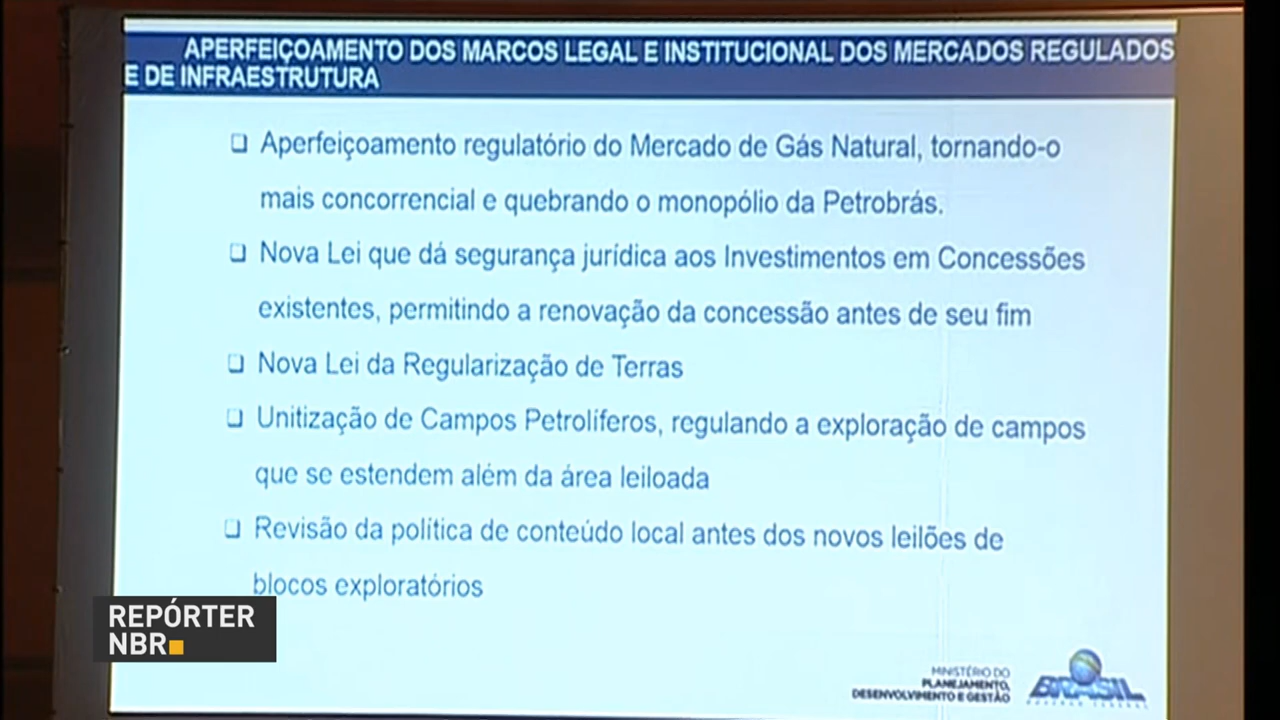 APERFEIÇOAMENTO DOS MARCOS LEGAL E INSTITUCIONAL DOS MERCADOS REGULADOS
E DE INFRAESTRUTURA
Aperfeiçoamento regulatório do Mercado de Gás Natural, tornando-o
mais concorrencial e quebrando o monopólio da Petrobrás.
Nova Lei que dá segurança jurídica aos Investimentos em Concessões
existentes, permitindo a renovação da concessão antes de seu fim
Nova Lei da Regularização de Terras
Unitização de Campos Petrolíferos, regulando a exploração de campos
que se estendem além da área leiloada
Revisão da política de conteúdo local antes dos novos leilões de
blocos exploratórios
REPÓRTER
NBR
MINISTÉRIO DO
PLANEJAMENTO,
DESENVOLVIMENTO E GESTÃO
BRASIL